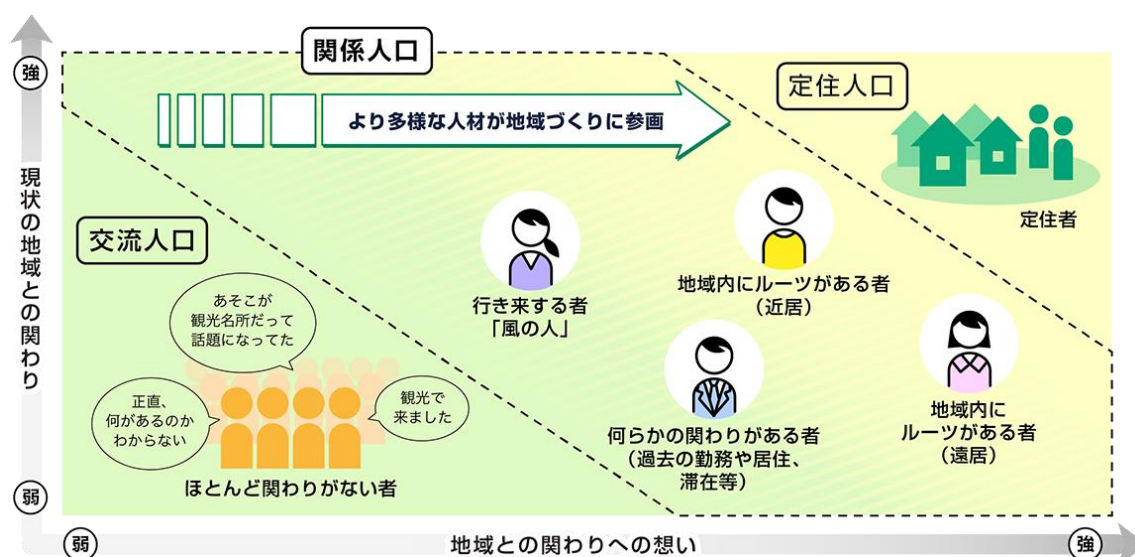 強
現状の地域との関わり
弱
関係人口
より多様な人材が地域づくりに参画
定住人口
定住者
交流人口
あそこが
観光名所だって
話題になってた
正直、
何があるのか
わからない
観光で
来ました
ほとんど関わりがない者
行き来する者
「風の人」
地域内にルーツがある者
（近居）
何らかの関わりがある者
（過去の勤務や居住、
滞在等）
地域内に
ルーツがある者
（遠居）
弱
地域との関わりへの想い
強